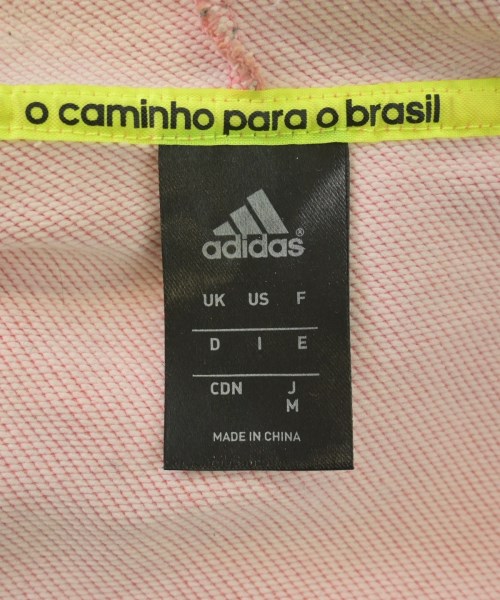 o caminho para o brasil
adidas®
UK US F
D I E
CDN J
M
MADE IN CHINA